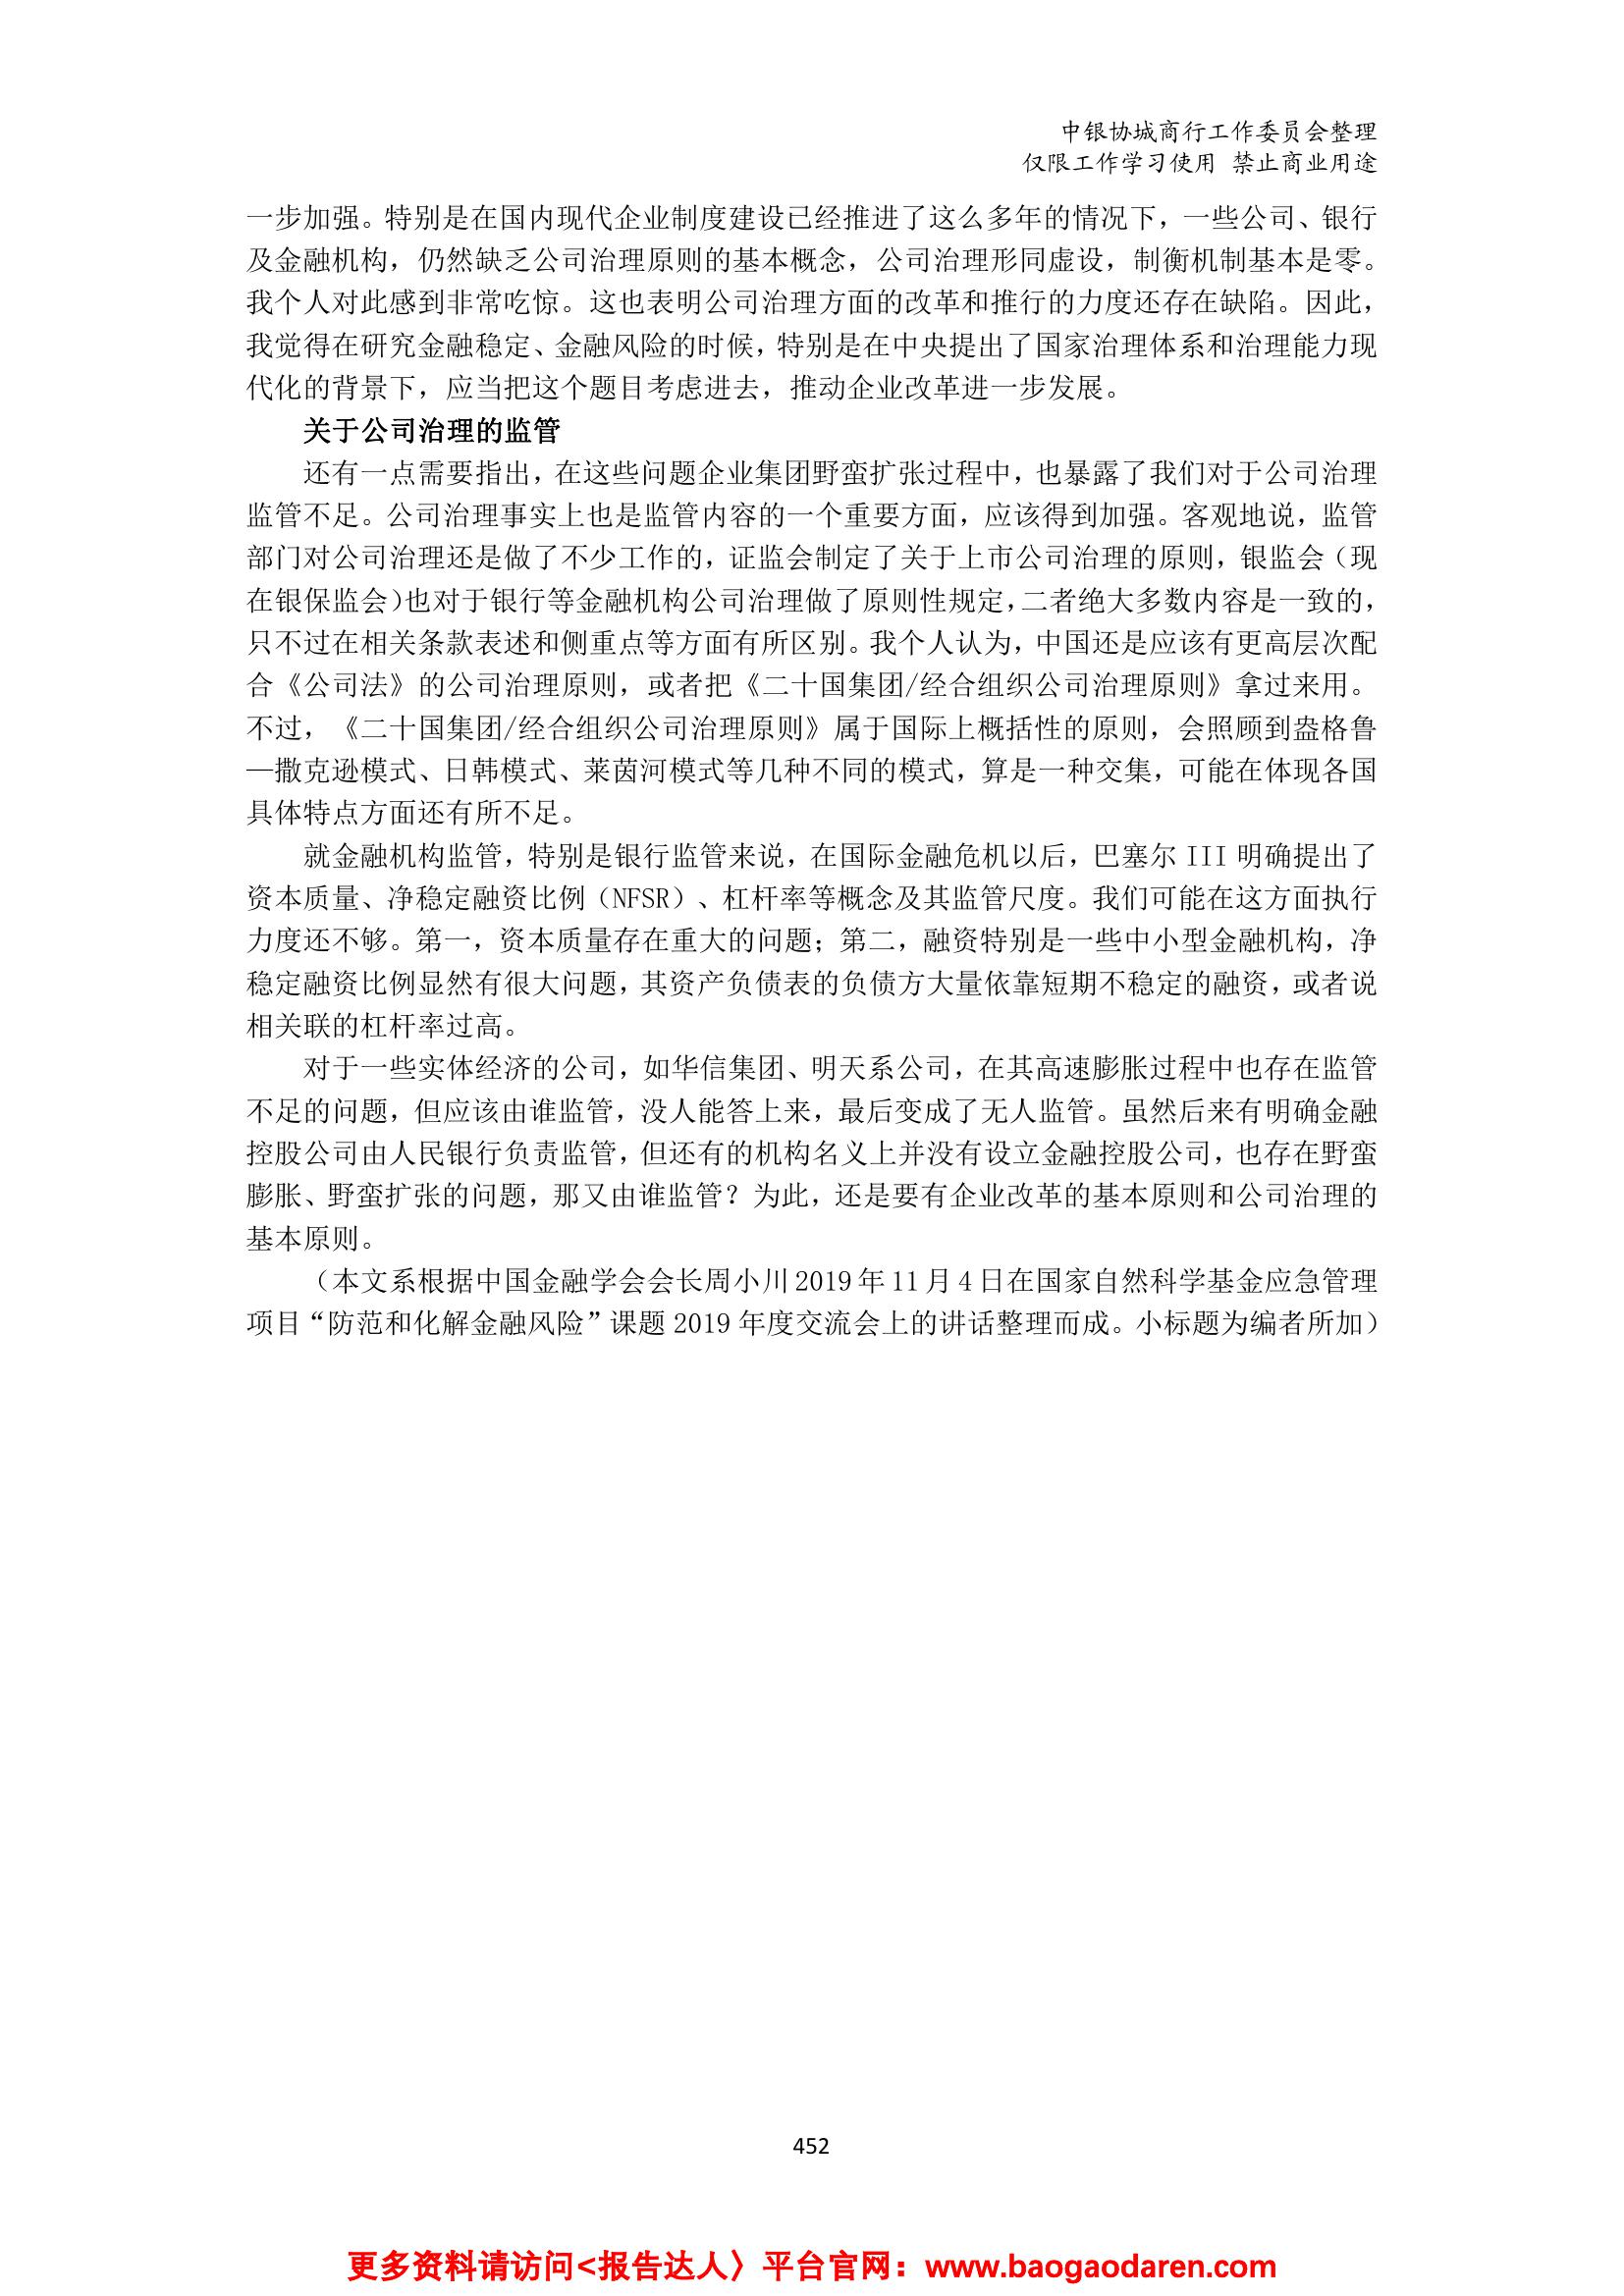 中银协城商行工作委员会整理
仅限工作学习使用 禁止商业用途
一步加强。特别是在国内现代企业制度建设已经推进了这么多年的情况下，一些公司、银行
及金融机构，仍然缺乏公司治理原则的基本概念，公司治理形同虚设，制衡机制基本是零。
我个人对此感到非常吃惊。这也表明公司治理方面的改革和推行的力度还存在缺陷。因此，
我觉得在研究金融稳定、金融风险的时候，特别是在中央提出了国家治理体系和治理能力现
代化的背景下，应当把这个题目考虑进去，推动企业改革进一步发展。
关于公司治理的监管
还有一点需要指出，在这些问题企业集团野蛮扩张过程中，也暴露了我们对于公司治理
监管不足。公司治理事实上也是监管内容的一个重要方面，应该得到加强。客观地说，监管
部门对公司治理还是做了不少工作的，证监会制定了关于上市公司治理的原则，银监会（现
在银保监会）也对于银行等金融机构公司治理做了原则性规定，二者绝大多数内容是一致的，
只不过在相关条款表述和侧重点等方面有所区别。我个人认为，中国还是应该有更高层次配
合《公司法》的公司治理原则，或者把《二十国集团/经合组织公司治理原则》拿过来用。
不过，《二十国集团/经合组织公司治理原则》属于国际上概括性的原则，会照顾到盎格鲁
—撒克逊模式、日韩模式、莱茵河模式等几种不同的模式，算是一种交集，可能在体现各国
具体特点方面还有所不足。
就金融机构监管，特别是银行监管来说，在国际金融危机以后，巴塞尔 III 明确提出了
资本质量、净稳定融资比例（NFSR）、杠杆率等概念及其监管尺度。我们可能在这方面执行
力度还不够。第一，资本质量存在重大的问题；第二，融资特别是一些中小型金融机构，净
稳定融资比例显然有很大问题，其资产负债表的负债方大量依靠短期不稳定的融资，或者说
相关联的杠杆率过高。
对于一些实体经济的公司，如华信集团、明天系公司，在其高速膨胀过程中也存在监管
不足的问题，但应该由谁监管，没人能答上来，最后变成了无人监管。虽然后来有明确金融
控股公司由人民银行负责监管，但还有的机构名义上并没有设立金融控股公司，也存在野蛮
膨胀、野蛮扩张的问题，那又由谁监管？为此，还是要有企业改革的基本原则和公司治理的
基本原则。
（本文系根据中国金融学会会长周小川 2019 年 11 月 4 日在国家自然科学基金应急管理
项目“防范和化解金融风险”课题 2019 年度交流会上的讲话整理而成。小标题为编者所加）
452
更多资料请访问<报告达人〉平台官网：www.baogaodaren.com